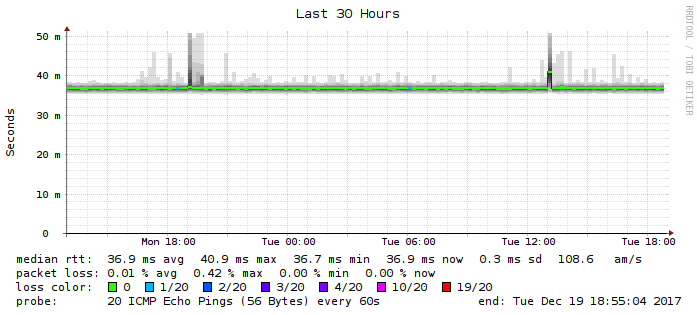 Last 30 Hours
RRDTOOL / TOBI OETIKER
Seconds
50 m
40 m
30 m
20 m
10 m
0
Mon 18:00 Tue 00:00 Tue 06:00 Tue 12:00 Tue 18:00
median rtt: 36.9 ms avg 40.9 ms max 36.7 ms min 36.9 ms now 0.3 ms sd 108.6 am/s
packet loss: 0.01 % avg 0.42 % max 0.00 % min 0.00 % now
loss color: 0 1/20 2/20 3/20 4/20 10/20 19/20
probe: 20 ICMP Echo Pings (56 Bytes) every 60s end: Tue Dec 19 18:55:04 2017